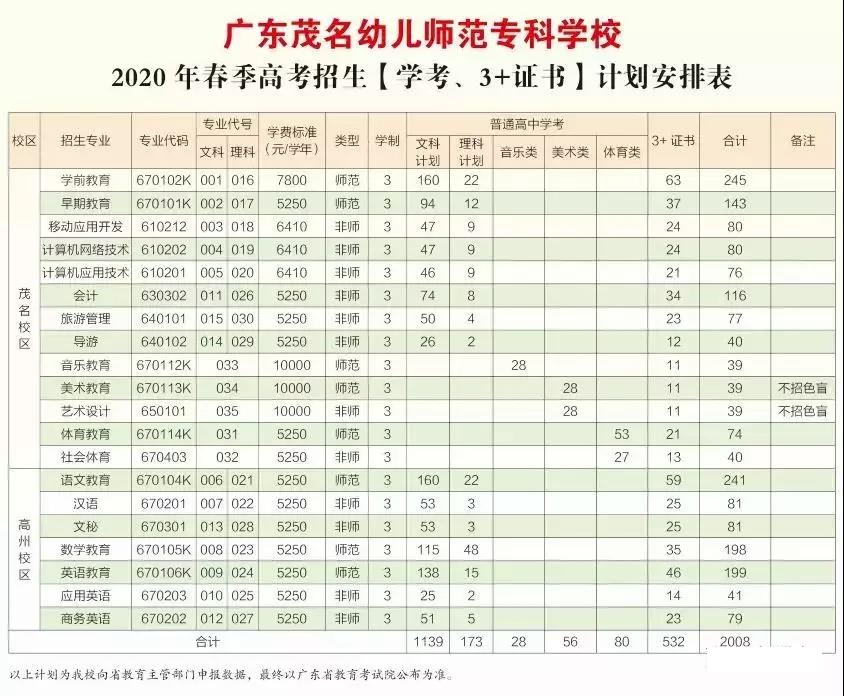 广东茂名幼儿师范专科学校
2020 年春季高考招生【学考、3+证书】计划安排表
校区 招生专业 专业代码 专业代号 学费标准（元/学年） 类型 学制 普通高中学考 3+ 证书 合计 备注
文科 理科 文科计划 理科计划 音乐类 美术类 体育类
茂名校区
学前教育 670102K 001 016 7800 师范 3 160 22 63 245
早期教育 670101K 002 017 5250 师范 3 94 12 37 143
移动应用开发 610212 003 018 6410 非师 3 47 9 24 80
计算机网络技术 610202 004 019 6410 非师 3 47 9 24 80
计算机应用技术 610201 005 020 6410 非师 3 46 9 21 76
会计 630302 011 026 5250 非师 3 74 8 34 116
旅游管理 640101 015 030 5250 非师 3 50 4 23 77
导游 640102 014 029 5250 非师 3 26 2 12 40
音乐教育 670112K 033 10000 师范 3 28 11 39
美术教育 670113K 034 10000 师范 3 28 11 39 不招色盲
艺术设计 650101 035 10000 非师 3 28 11 39 不招色盲
体育教育 670114K 031 5250 师范 3 53 21 74
社会体育 670403 032 5250 非师 3 27 13 40
高州校区
语文教育 670104K 006 021 5250 师范 3 160 22 59 241
汉语 670201 007 022 5250 非师 3 53 3 25 81
文秘 670301 013 028 5250 非师 3 53 3 25 81
数学教育 670105K 008 023 5250 师范 3 115 48 35 198
英语教育 670106K 009 024 5250 师范 3 138 15 46 199
应用英语 670203 010 025 5250 非师 3 25 2 14 41
商务英语 670202 012 027 5250 非师 3 51 5 23 79
合计 1139 173 28 56 80 532 2008
以上计划为我校向省教育主管部门申报数据，最终以广东省教育考试院公布为准。